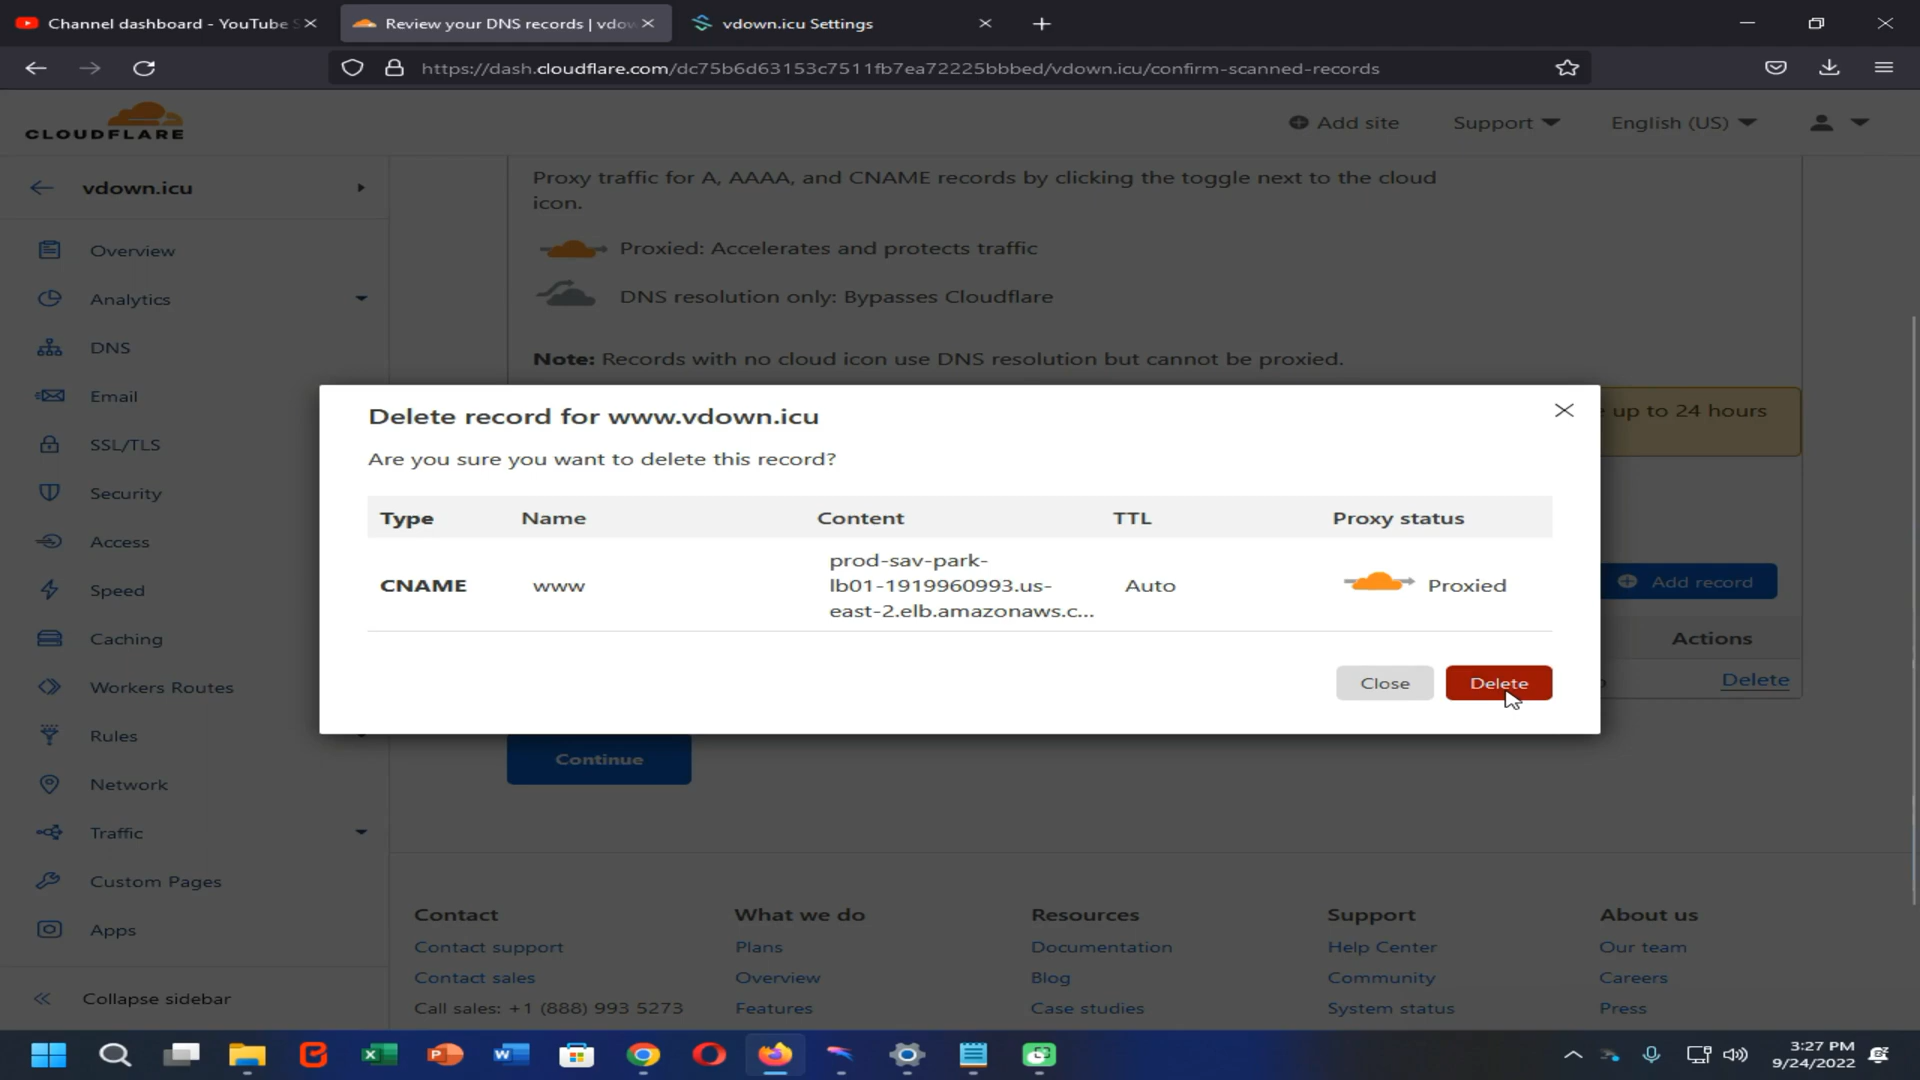 Channel dashboard - YouTube S
Review your DNS records | vdow
vdown.icu Settings
https://dash.cloudflare.com/dc75b6d63153c7511fb7ea72225bbbed/vdown.icu/confirm-scanned-records
CLOUDFLARE
Add site
Support
English (US)
vdown.icu
Overview
Analytics
DNS
Email
SSL/TLS
Security
Access
Speed
Caching
Workers Routes
Rules
Network
Traffic
Custom Pages
Apps
Collapse sidebar
Proxy traffic for A, AAAA, and CNAME records by clicking the toggle next to the cloud
icon.
Proxied: Accelerates and protects traffic
DNS resolution only: Bypasses Cloudflare
Note: Records with no cloud icon use DNS resolution but cannot be proxied.
up to 24 hours
Delete record for www.vdown.icu
Are you sure you want to delete this record?
Type Name Content TTL Proxy status
CNAME www prod-sav-park-
lb01-1919960993.us-
east-2.elb.amazonaws.c... Auto Proxied
Close Delete
Add record
Actions
Delete
Continue
Contact
Contact support
Contact sales
Call sales: +1 (888) 993 5273
What we do
Plans
Overview
Features
Resources
Documentation
Blog
Case studies
Support
Help Center
Community
System status
About us
Our team
Careers
Press
3:27 PM
9/24/2022